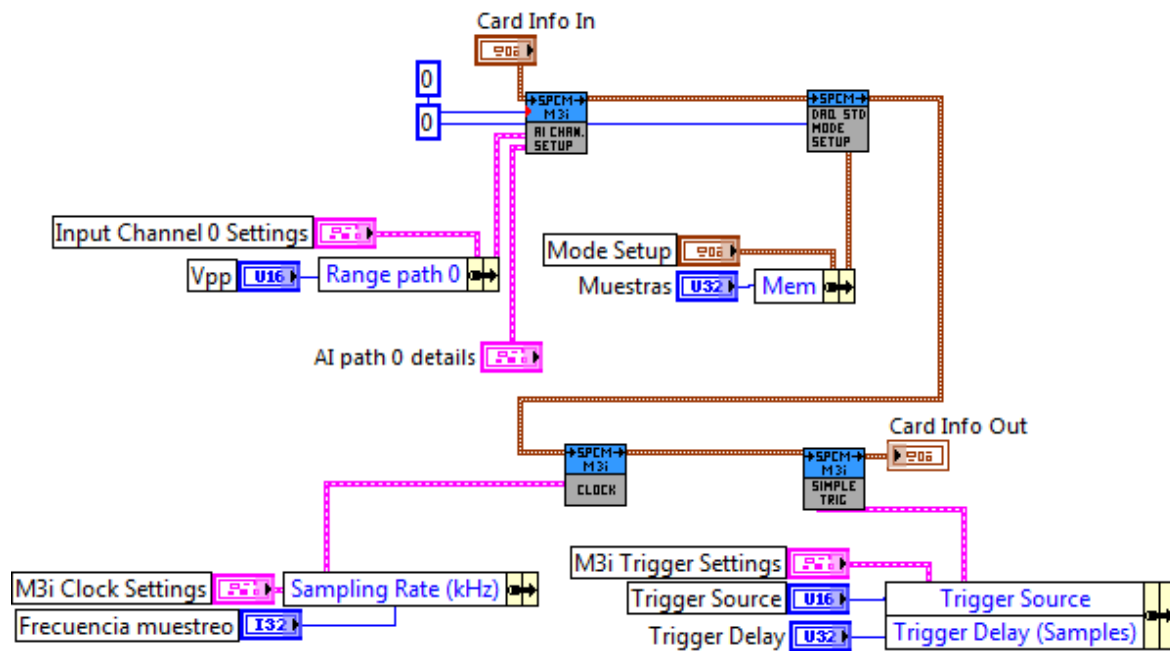 Card Info In
0
0
SPCM
M3i
AI CHAN.
SETUP
SPCM
DAQ STD
MODE
SETUP
Input Channel 0 Settings
Vpp
U16
Range path 0
Mode Setup
Muestras
U32
Mem
AI path 0 details
Card Info Out
SPCM
M3i
CLOCK
SPCM
M3i
SIMPLE
TRIG
M3i Clock Settings
Sampling Rate (kHz)
Frecuencia muestreo
I32
M3i Trigger Settings
Trigger Source
U16
Trigger Source
Trigger Delay
U32
Trigger Delay (Samples)